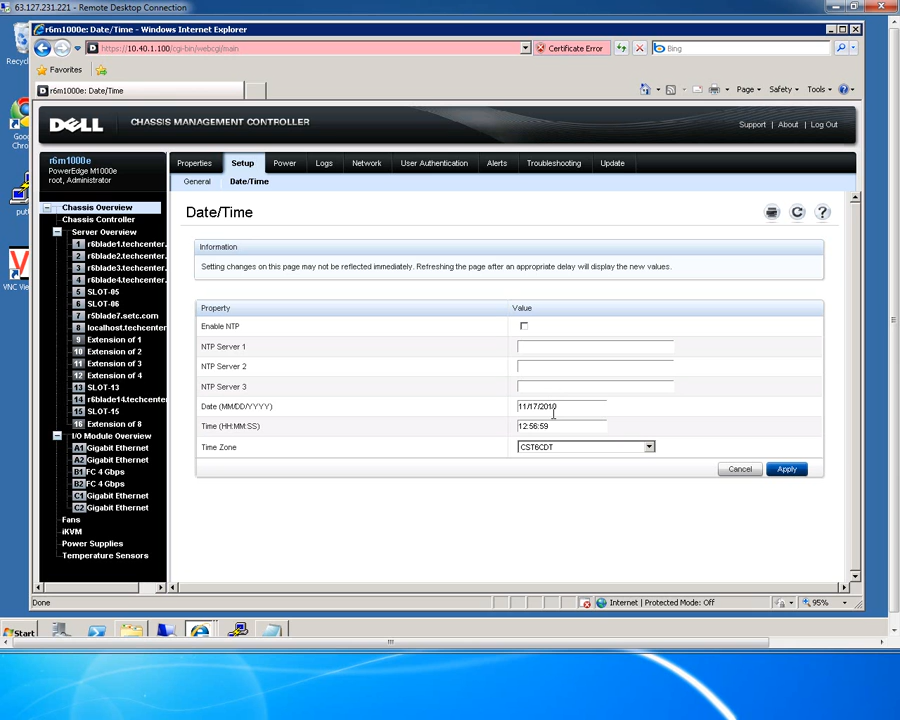 63.127.231.221 - Remote Desktop Connection
r6m1000e: Date/Time - Windows Internet Explorer
https://10.40.1.100/cgi-bin/webcgi/main
Certificate Error
Bing
Favorites
r6m1000e: Date/Time
Page
Safety
Tools
DELL
CHASSIS MANAGEMENT CONTROLLER
Support | About | Log Out
r6m1000e
PowerEdge M1000e
root, Administrator
Properties Setup Power Logs Network User Authentication Alerts Troubleshooting Update
General Date/Time
Chassis Overview
Chassis Controller
Server Overview
1 r6blade1.techcenter.
2 r6blade2.techcenter.
3 r6blade3.techcenter.
4 r6blade4.techcenter.
5 SLOT-05
6 SLOT-06
7 r5blade7.setc.com
8 localhost.techcenter
9 Extension of 1
10 Extension of 2
11 Extension of 3
12 Extension of 4
13 SLOT-13
14 r6blade14.techcenter
15 SLOT-15
16 Extension of 8
I/O Module Overview
A1 Gigabit Ethernet
A2 Gigabit Ethernet
B1 FC 4 Gbps
B2 FC 4 Gbps
C1 Gigabit Ethernet
C2 Gigabit Ethernet
Fans
iKVM
Power Supplies
Temperature Sensors
Date/Time
Information
Setting changes on this page may not be reflected immediately. Refreshing the page after an appropriate delay will display the new values.
Property Value
Enable NTP
NTP Server 1
NTP Server 2
NTP Server 3
Date (MM/DD/YYYY) 11/17/2010
Time (HH:MM:SS) 12:56:59
Time Zone CST6CDT
Cancel Apply
Done
Internet | Protected Mode: Off
95%
Start
Recyc
Goo
Chro
putt
VNC Vie